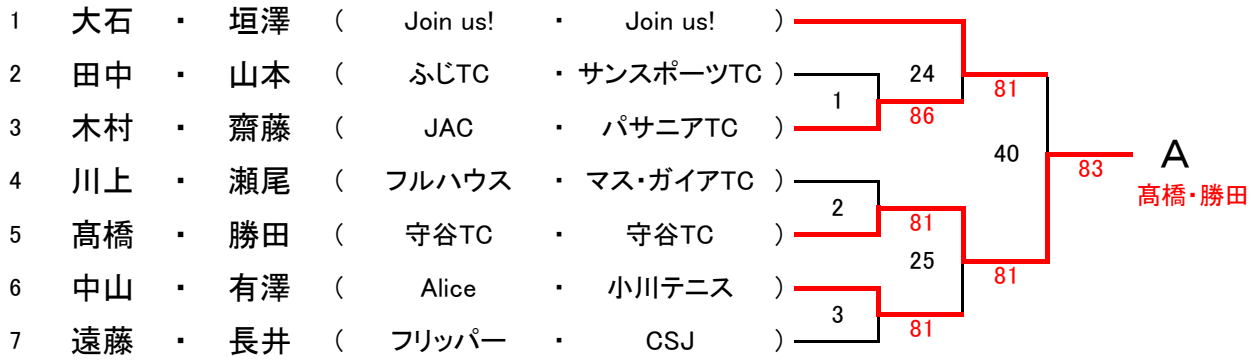 1 大石 ・ 垣澤 ( Join us! ・ Join us! )
2 田中 ・ 山本 ( ふじTC ・ サンスポーツTC )
24
81
1
86
3 木村 ・ 齋藤 ( JAC ・ パサニアTC )
40
A
83
髙橋・勝田
4 川上 ・ 瀬尾 ( フルハウス ・ マス・ガイアTC )
2
81
5 髙橋 ・ 勝田 ( 守谷TC ・ 守谷TC )
25
81
6 中山 ・ 有澤 ( Alice ・ 小川テニス )
3
81
7 遠藤 ・ 長井 ( フリッパー ・ CSJ )